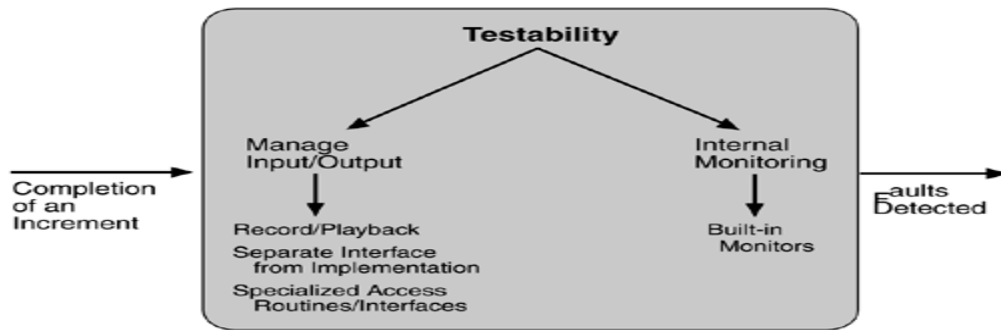 Testability
Manage
Input/Output
Internal
Monitoring
Completion
of an
Increment
Faults
Detected
Record/Playback
Separate Interface
from Implementation
Specialized Access
Routines/Interfaces
Built-in
Monitors